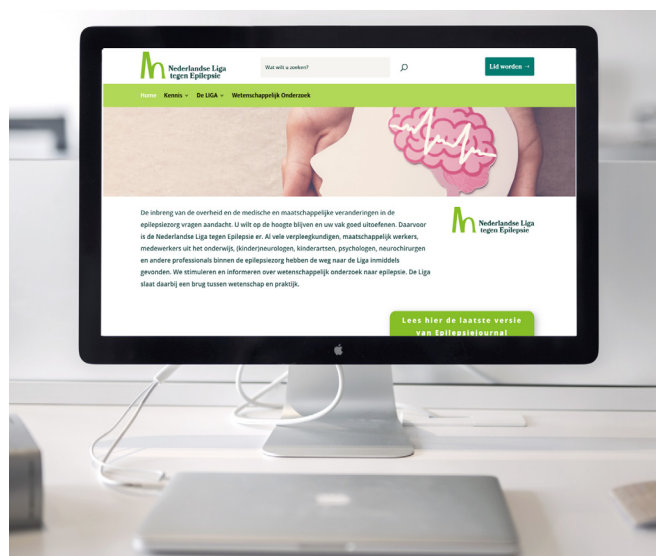 Nederlandse Liga
tegen Epilepsie
Wat wilt u zoeken?
Lid worden →
Home Kennis De LIGA Wetenschappelijk Onderzoek
De inbreng van de overheid en de medische en maatschappelijke veranderingen in de
epilepsiezorg vragen aandacht. U wilt op de hoogte blijven en uw vak goed uitoefenen. Daarvoor
is de Nederlandse Liga tegen Epilepsie er. Al vele verpleegkundigen, maatschappelijk werkers,
medewerkers uit het onderwijs, (kinder)neurologen, kinderartsen, psychologen, neurochirurgen
en andere professionals binnen de epilepsiezorg hebben de weg naar de Liga inmiddels
gevonden. We stimuleren en informeren over wetenschappelijk onderzoek naar epilepsie. De Liga
slaat daarbij een brug tussen wetenschap en praktijk.
Nederlandse Liga
tegen Epilepsie
Lees hier de laatste versie
van Epilepsiejournal